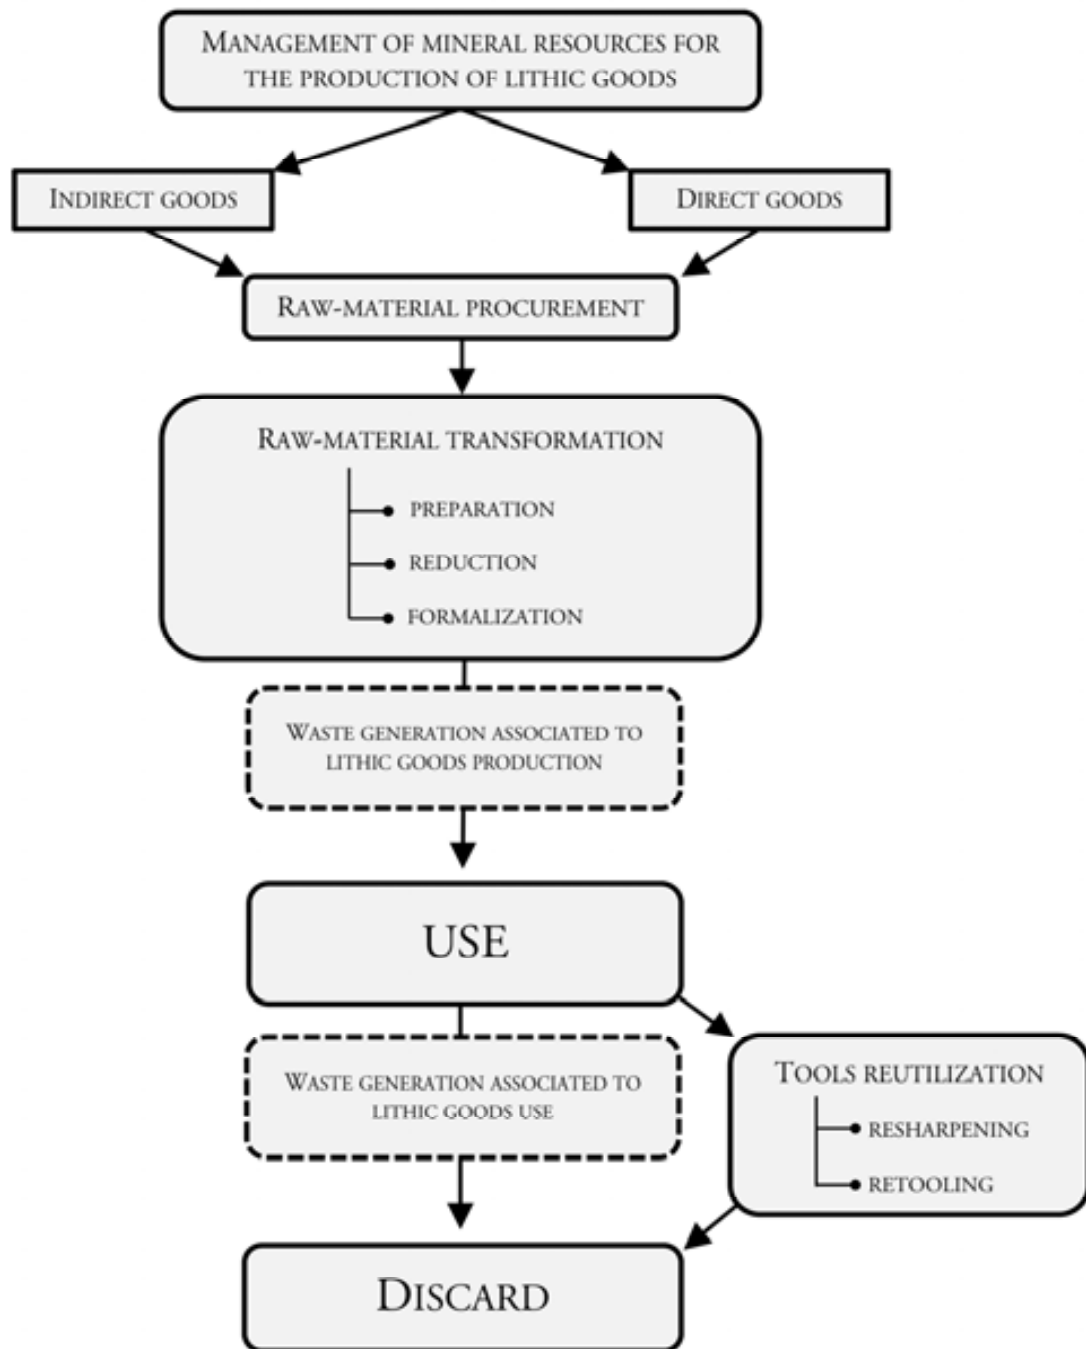 MANAGEMENT OF MINERAL RESOURCES FOR
THE PRODUCTION OF LITHIC GOODS
INDIRECT GOODS
DIRECT GOODS
RAW-MATERIAL PROCUREMENT
RAW-MATERIAL TRANSFORMATION
PREPARATION
REDUCTION
FORMALIZATION
WASTE GENERATION ASSOCIATED TO
LITHIC GOODS PRODUCTION
USE
WASTE GENERATION ASSOCIATED TO
LITHIC GOODS USE
TOOLS REUTILIZATION
RESHARPENING
RETOOLING
DISCARD